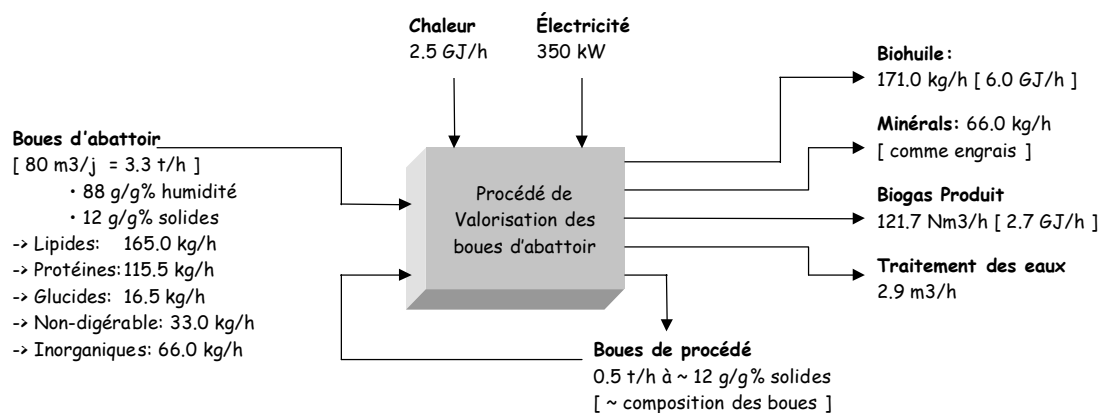 Chaleur
2.5 GJ/h
Électricité
350 kW
Boues d'abattoir
[ 80 m3/j = 3.3 t/h ]
• 88 g/g% humidité
• 12 g/g% solides
-> Lipides: 165.0 kg/h
-> Protéines: 115.5 kg/h
-> Glucides: 16.5 kg/h
-> Non-digérable: 33.0 kg/h
-> Inorganiques: 66.0 kg/h
Procédé de
Valorisation des
boues d'abattoir
Biohuile:
171.0 kg/h [ 6.0 GJ/h ]
Minérals: 66.0 kg/h
[ comme engrais ]
Biogas Produit
121.7 Nm3/h [ 2.7 GJ/h ]
Traitement des eaux
2.9 m3/h
Boues de procédé
0.5 t/h à ~ 12 g/g% solides
[ ~ composition des boues ]